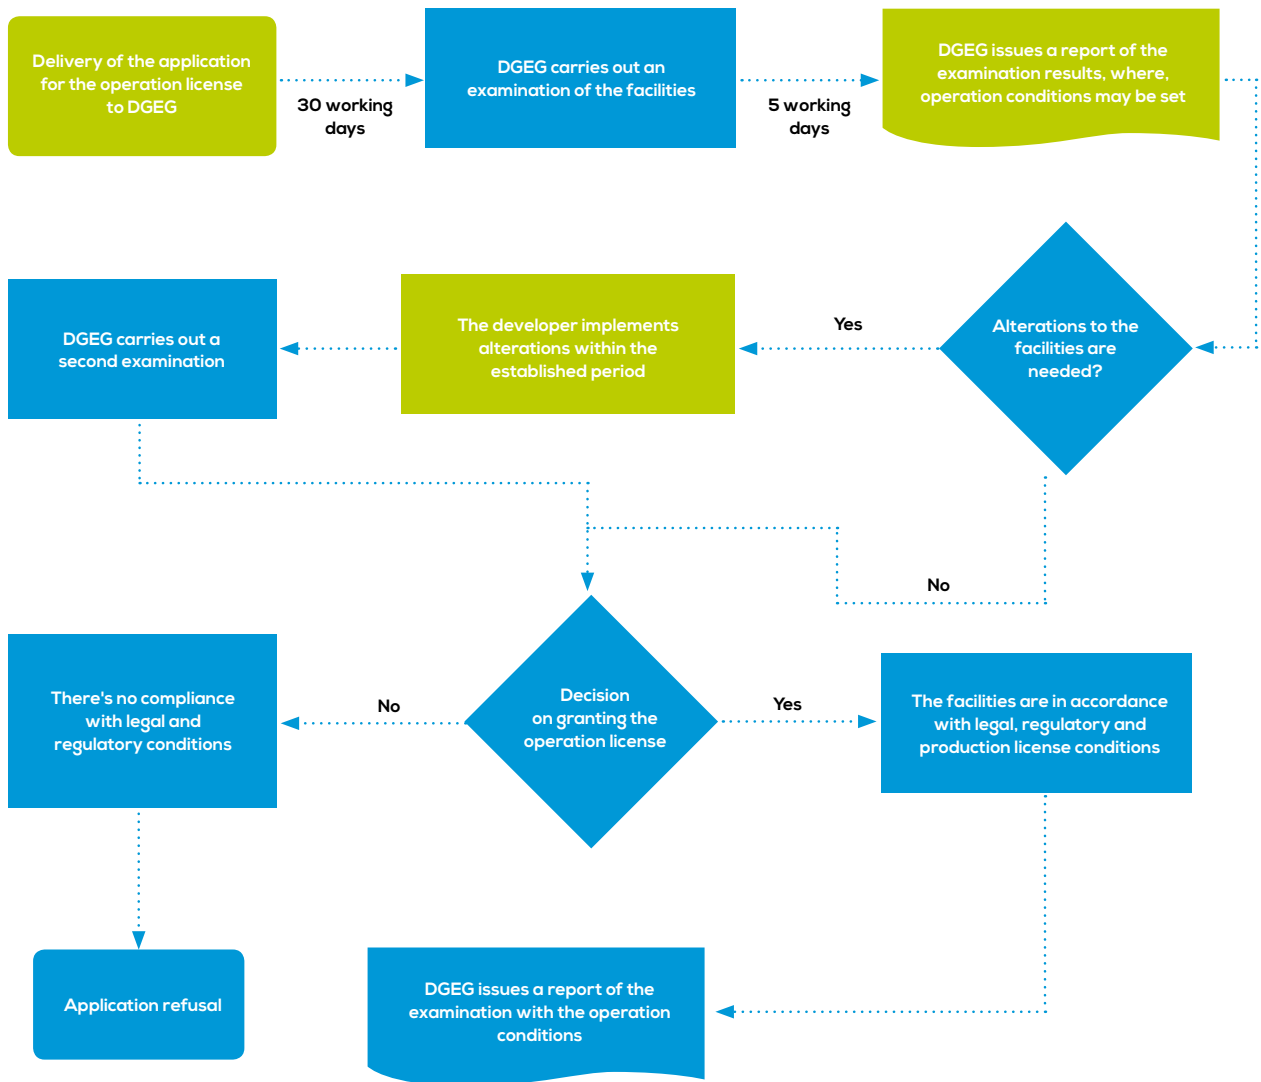 Delivery of the application
for the operation license
to DGEG
30 working
days
DGEG carries out an
examination of the facilities
5 working
days
DGEG issues a report of the
examination results, where,
operation conditions may be set
Alterations to the
facilities are
needed?
Yes
The developer implements
alterations within the
established period
DGEG carries out a
second examination
No
Decision
on granting the
operation license
No
There's no compliance
with legal and
regulatory conditions
Yes
The facilities are in accordance
with legal, regulatory and
production license conditions
Application refusal
DGEG issues a report of the
examination with the operation
conditions